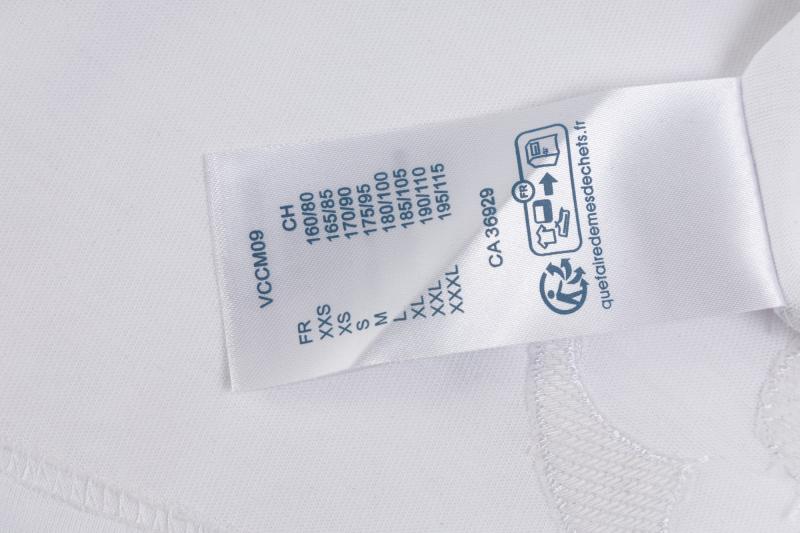 VCCM09
FR CH
XXS 160/80
XS 165/85
S 170/90
M 175/95
L 180/100
XL 185/105
XXL 190/110
XXXL 195/115
CA 36929
FR
quefairedemesdechets.fr